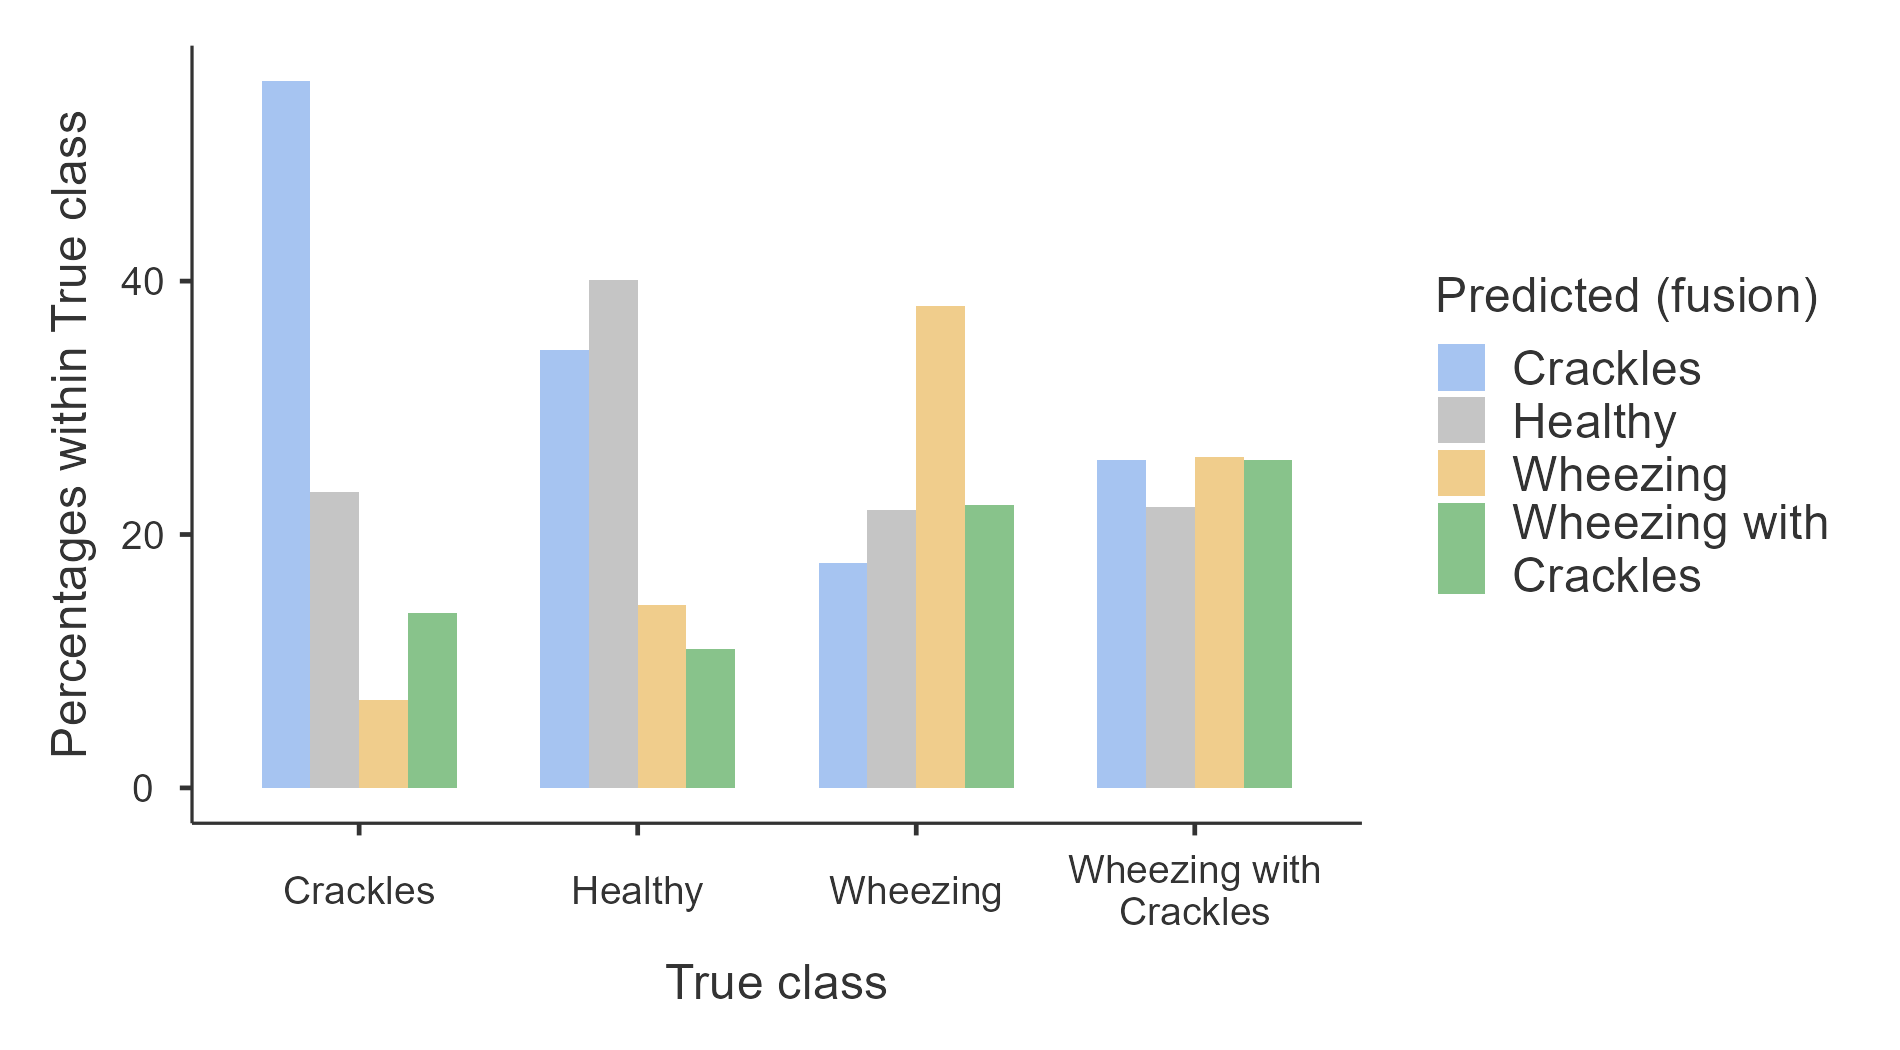 Percentages within True class
40
20
0
Crackles
Healthy
Wheezing
Wheezing with
Crackles
True class
Predicted (fusion)
Crackles
Healthy
Wheezing
Wheezing with
Crackles